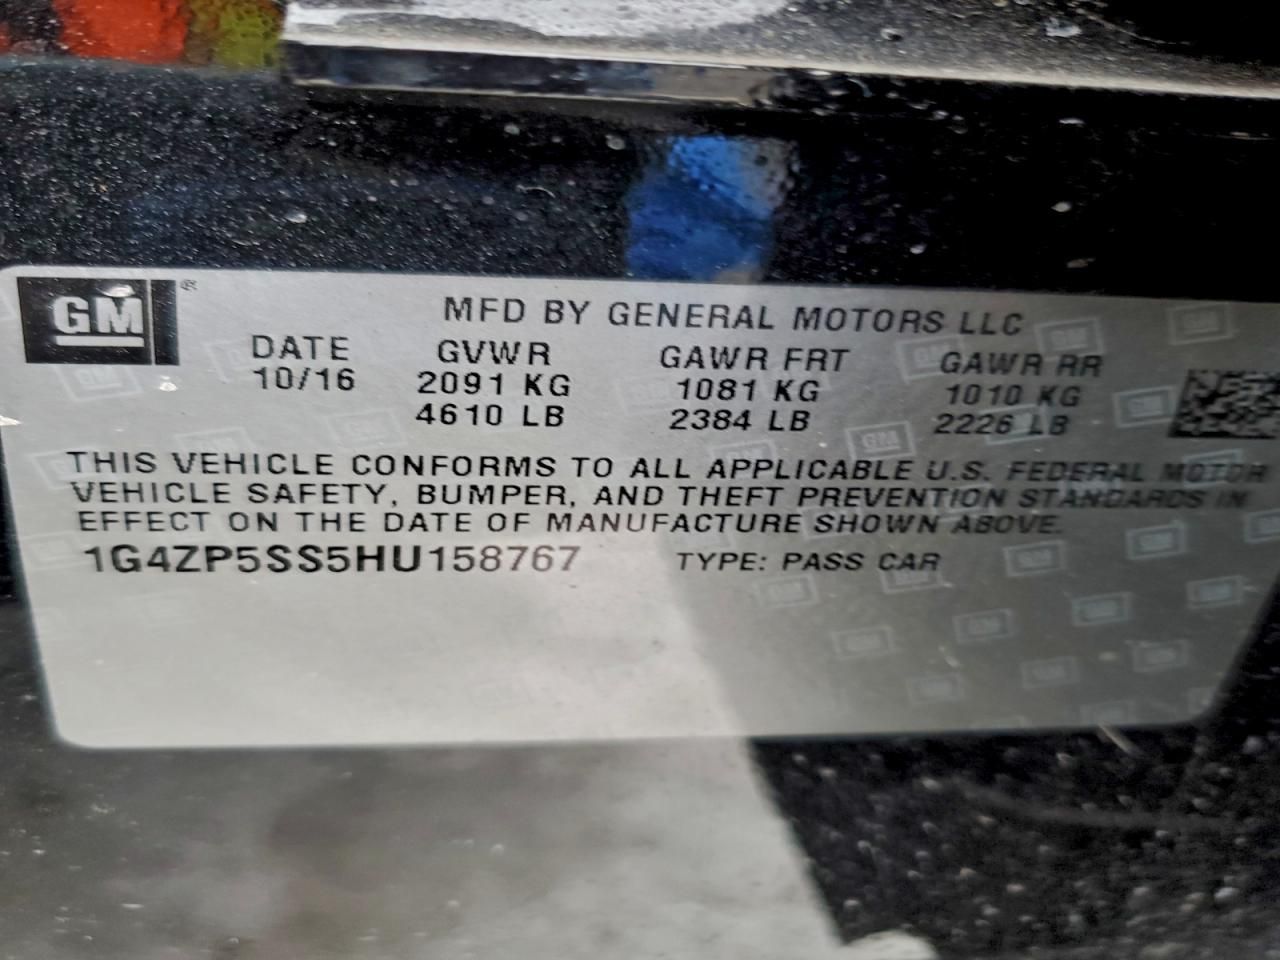 GM ®
MFD BY GENERAL MOTORS LLC
DATE GVWR GAWR FRT GAWR RR
10/16 2091 KG 1081 KG 1010 KG
4610 LB 2384 LB 2226 LB
THIS VEHICLE CONFORMS TO ALL APPLICABLE U.S. FEDERAL MOTOR
VEHICLE SAFETY, BUMPER, AND THEFT PREVENTION STANDARDS IN
EFFECT ON THE DATE OF MANUFACTURE SHOWN ABOVE.
1G4ZP5SS5HU158767 TYPE: PASS CAR